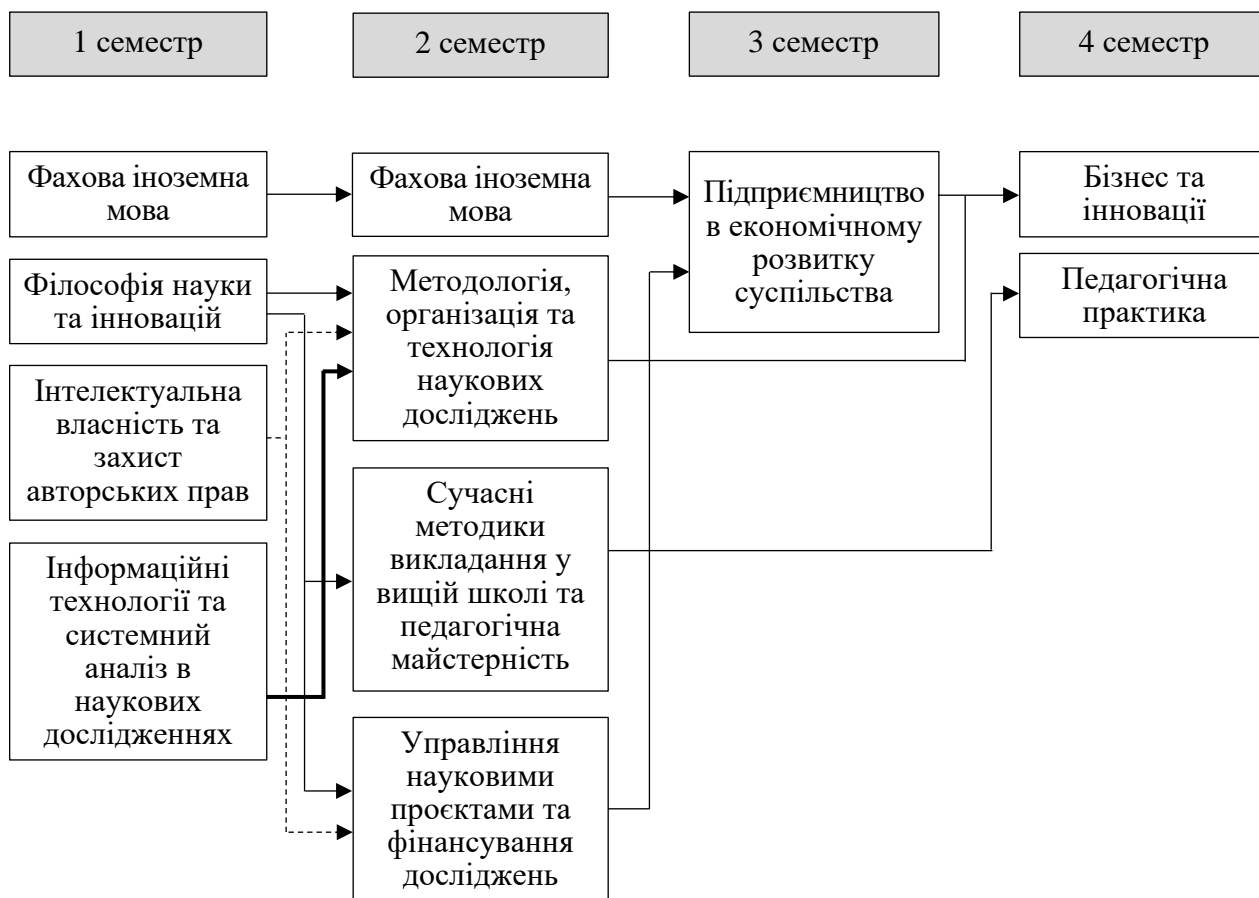 1 семестр
2 семестр
3 семестр
4 семестр
Фахова іноземна
мова
Філософія науки
та інновацій
Інтелектуальна
власність та
захист
авторських прав
Інформаційні
технології та
системний
аналіз в
наукових
дослідженнях
Фахова іноземна
мова
Методологія,
організація та
технологія
наукових
досліджень
Сучасні
методики
викладання у
вищій школі та
педагогічна
майстерність
Управління
науковими
проєктами та
фінансування
досліджень
Підприємництво
в економічному
розвитку
суспільства
Бізнес та
інновації
Педагогічна
практика